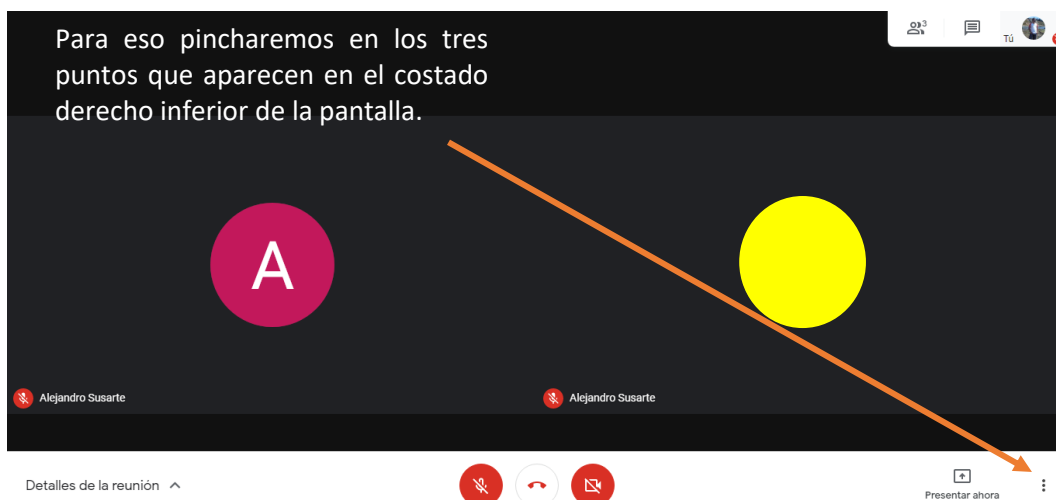 Para eso pincharemos en los tres
puntos que aparecen en el costado
derecho inferior de la pantalla.
3
Tú
A
Alejandro Susarte
Alejandro Susarte
Detalles de la reunión
Presentar ahora